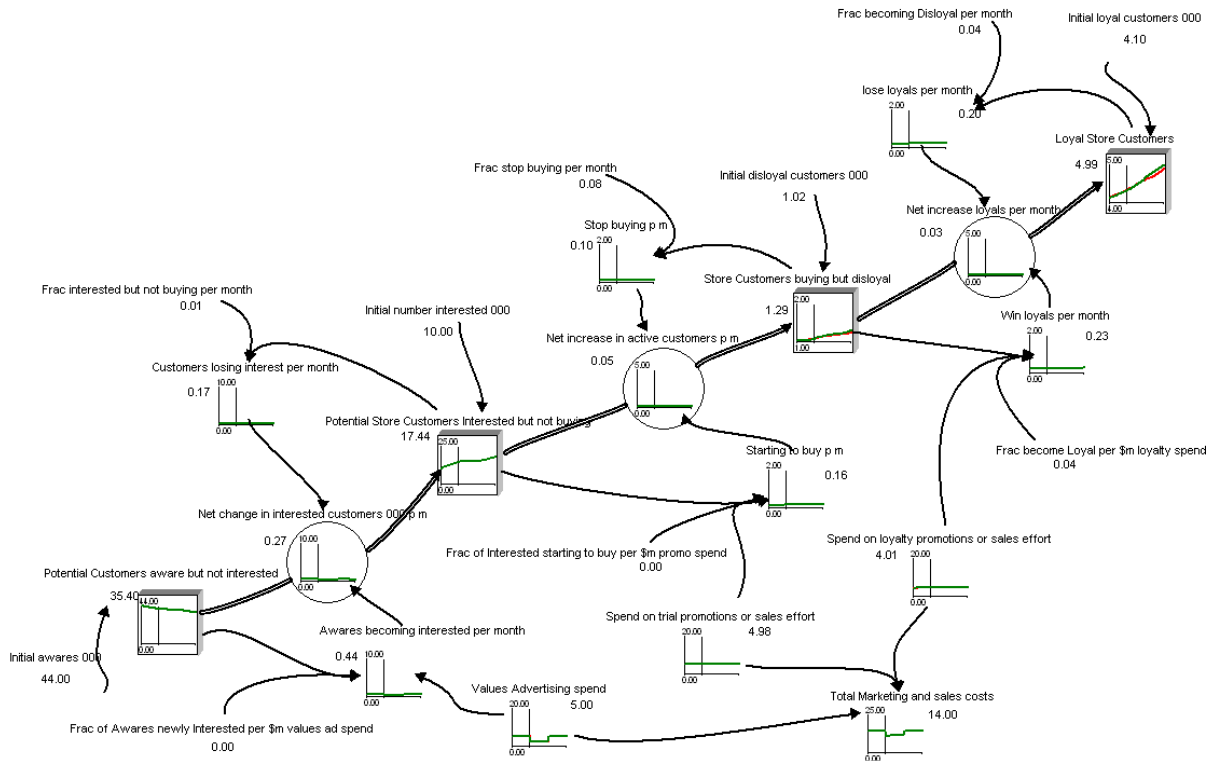 Frac becoming Disloyal per month
0.04
Initial loyal customers 000
4.10
lose loyals per month
0.20
2.00
0.00
Loyal Store Customers
4.99
5.00
4.00
Frac stop buying per month
0.08
Initial disloyal customers 000
1.02
Net increase loyals per month
0.03
5.00
0.00
Stop buying p m
0.10
2.00
0.00
Store Customers buying but disloyal
1.29
2.00
1.00
Win loyals per month
0.23
2.00
0.00
Frac interested but not buying per month
0.01
Initial number interested 000
10.00
Net increase in active customers p m
0.05
5.00
0.00
Customers losing interest per month
0.17
10.00
0.00
Potential Store Customers Interested but not buying
17.44
25.00
0.00
Starting to buy p m
0.16
2.00
0.00
Frac become Loyal per $m loyalty spend
0.04
Net change in interested customers 000 p m
0.27
10.00
0.00
Frac of Interested starting to buy per $m promo spend
0.00
Spend on loyalty promotions or sales effort
4.01
20.00
0.00
Potential Customers aware but not interested
35.40
44.00
0.00
Spend on trial promotions or sales effort
4.98
20.00
0.00
Awares becoming interested per month
0.44
10.00
0.00
Initial awares 000
44.00
Values Advertising spend
5.00
20.00
0.00
Total Marketing and sales costs
14.00
25.00
0.00
Frac of Awares newly Interested per $m values ad spend
0.00